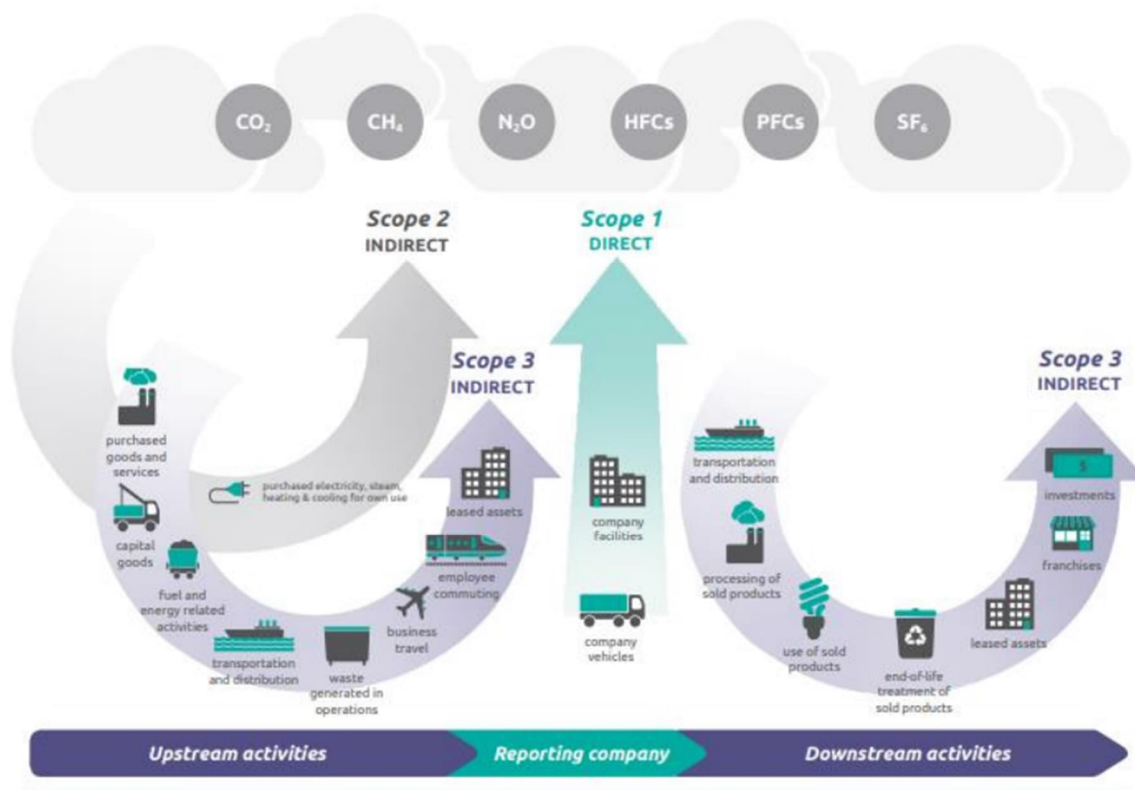 CO₂
CH₄
N₂O
HFCs
PFCs
SF₆
Scope 2
INDIRECT
Scope 1
DIRECT
Scope 3
INDIRECT
Scope 3
INDIRECT
purchased
goods and
services
capital
goods
fuel and
energy related
activities
purchased electricity, steam,
heating & cooling for own use
transportation
and distribution
waste
generated in
operations
business
travel
employee
commuting
leased assets
company
facilities
company
vehicles
transportation
and distribution
processing of
sold products
use of sold
products
end-of-life
treatment of
sold products
leased assets
franchises
investments
$
Upstream activities
Reporting company
Downstream activities